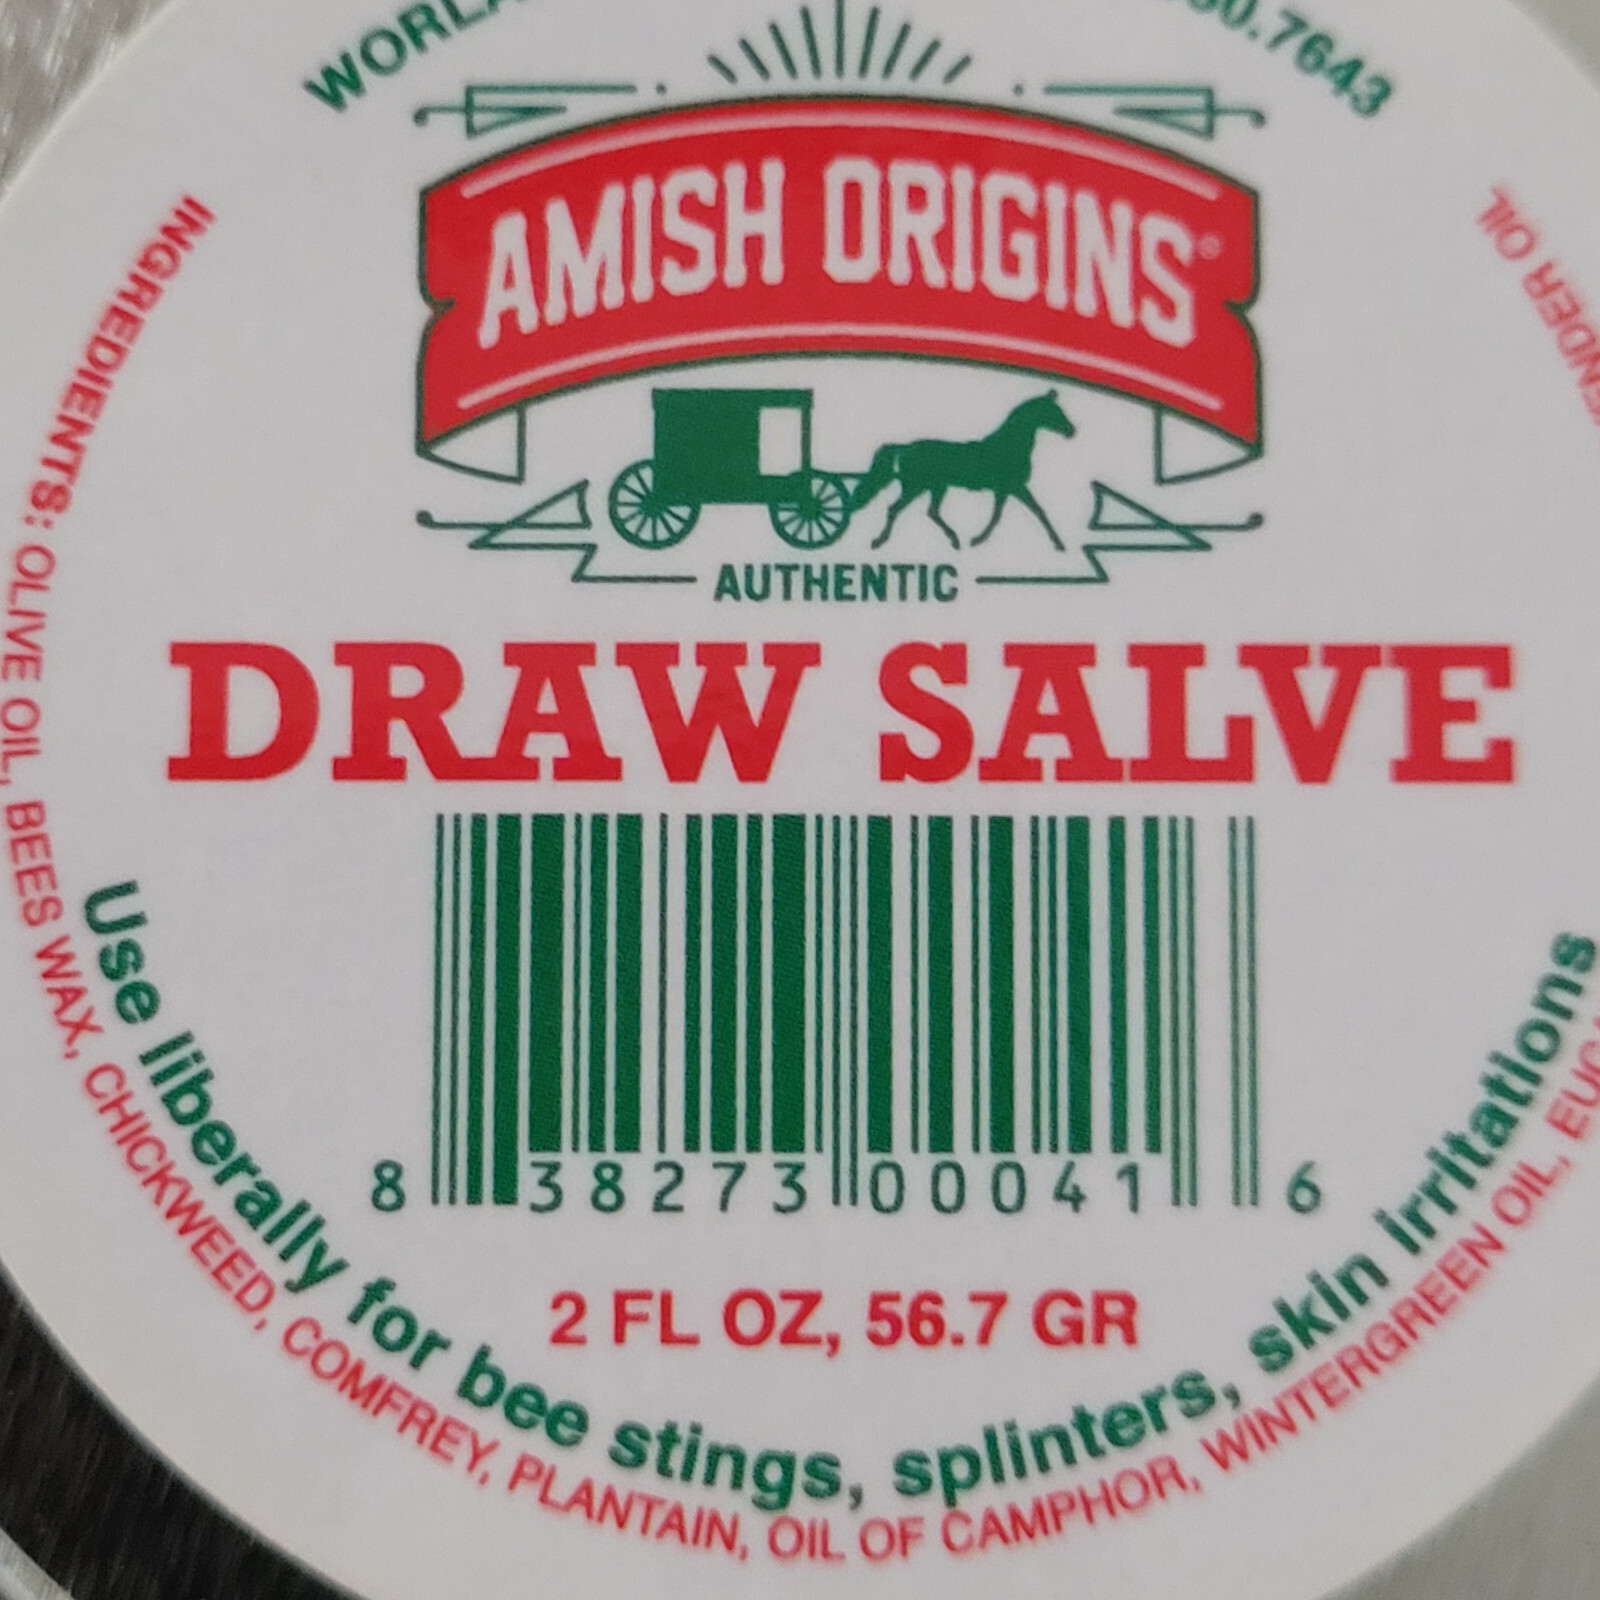 AMISH ORIGINS®
AUTHENTIC
DRAW SALVE
8 38273 00041 6
2 FL OZ, 56.7 GR
Use liberally for bee stings, splinters, skin irritations
INGREDIENTS: OLIVE OIL, BEES WAX, CHICKWEED, COMFREY, PLANTAIN, OIL OF CAMPHOR, WINTERGREEN OIL,
OIL